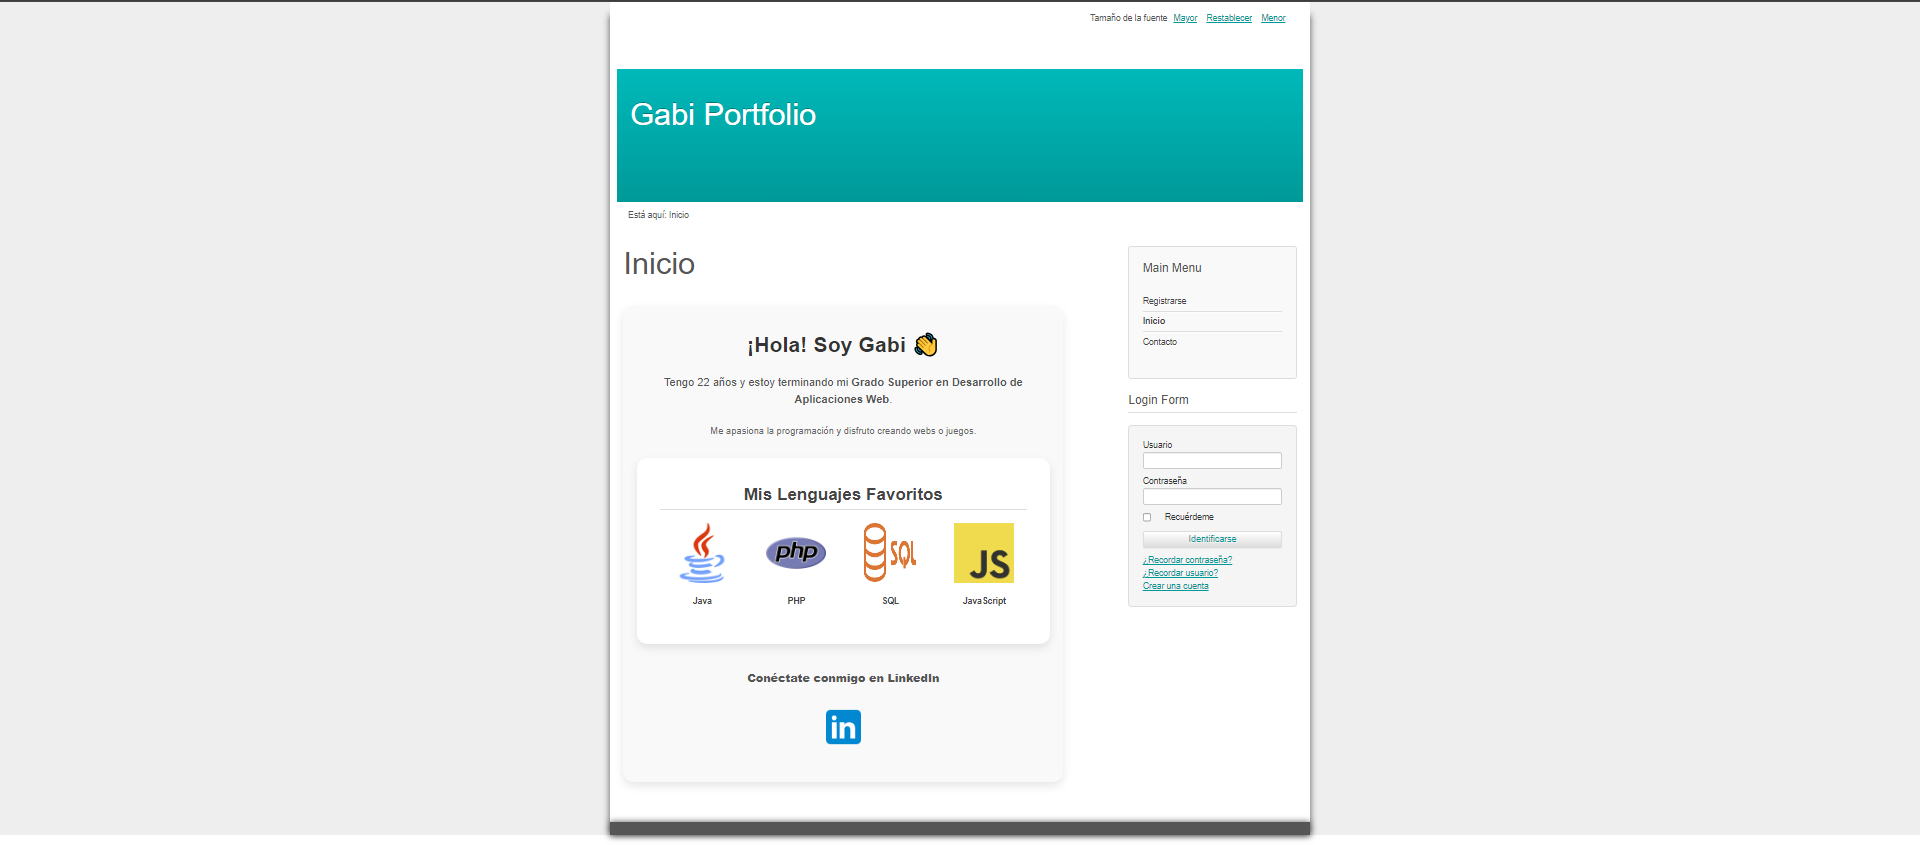 Tamaño de la fuente Mayor Restablecer Menor
Gabi Portfolio
Está aquí: Inicio
Inicio
¡Hola! Soy Gabi 👏
Tengo 22 años y estoy terminando mi Grado Superior en Desarrollo de
Aplicaciones Web.
Me apasiona la programación y disfruto creando webs o juegos.
Mis Lenguajes Favoritos
php
SQL
JS
Java
PHP
SQL
JavaScript
Conéctate conmigo en LinkedIn
in
Main Menu
Registrarse
Inicio
Contacto
Login Form
Usuario
Contraseña
Recuérdeme
Identificarse
¿Recordar contraseña?
¿Recordar usuario?
Crear una cuenta